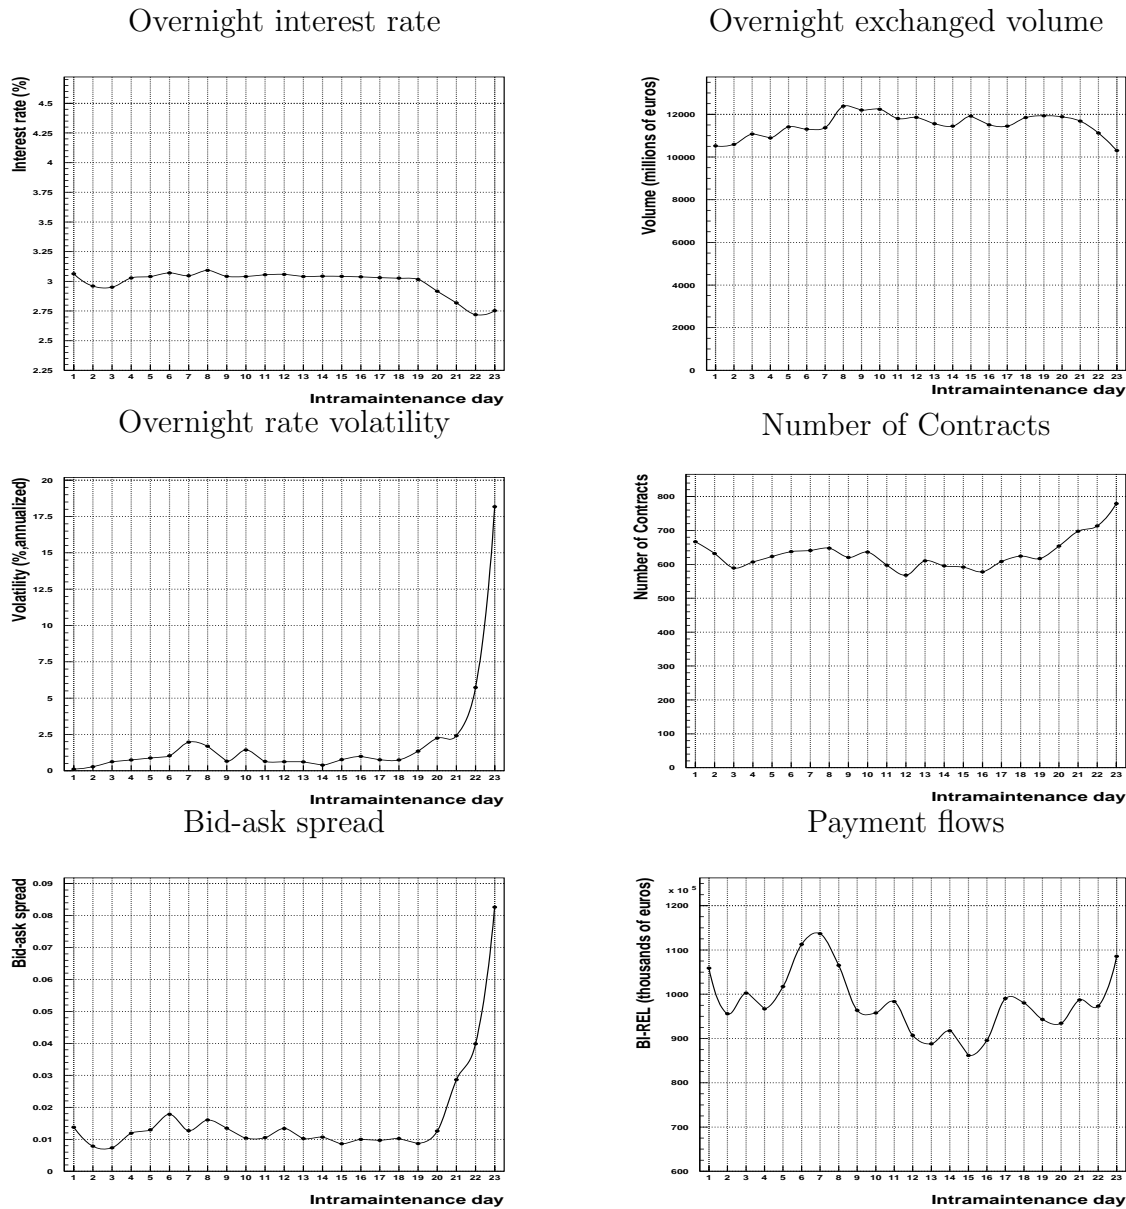 Overnight interest rate
Interest rate (%)
4.5
4.25
4
3.75
3.5
3.25
3
2.75
2.5
2.25
1 2 3 4 5 6 7 8 9 10 11 12 13 14 15 16 17 18 19 20 21 22 23
Intramaintenance day
Overnight exchanged volume
Volume (millions of euros)
12000
10000
8000
6000
4000
2000
0
1 2 3 4 5 6 7 8 9 10 11 12 13 14 15 16 17 18 19 20 21 22 23
Intramaintenance day
Overnight rate volatility
Volatility (%,annualized)
20
17.5
15
12.5
10
7.5
5
2.5
0
1 2 3 4 5 6 7 8 9 10 11 12 13 14 15 16 17 18 19 20 21 22 23
Intramaintenance day
Number of Contracts
Number of Contracts
800
700
600
500
400
300
200
100
0
1 2 3 4 5 6 7 8 9 10 11 12 13 14 15 16 17 18 19 20 21 22 23
Intramaintenance day
Bid-ask spread
Bid-ask spread
0.09
0.08
0.07
0.06
0.05
0.04
0.03
0.02
0.01
0
1 2 3 4 5 6 7 8 9 10 11 12 13 14 15 16 17 18 19 20 21 22 23
Intramaintenance day
Payment flows
BI-REL (thousands of euros)
x 10 5
1200
1100
1000
900
800
700
600
1 2 3 4 5 6 7 8 9 10 11 12 13 14 15 16 17 18 19 20 21 22 23
Intramaintenance day